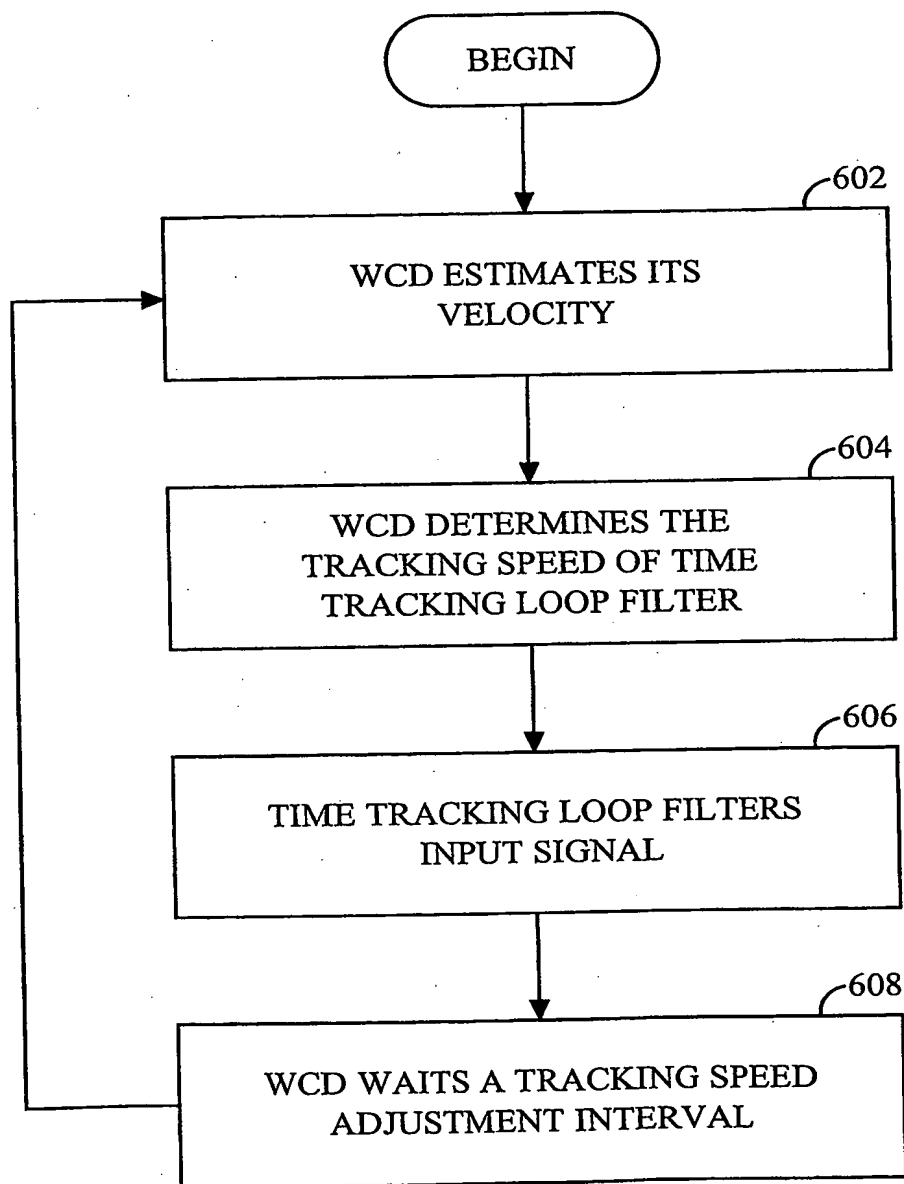 BEGIN
602
WCD ESTIMATES ITS
VELOCITY
604
WCD DETERMINES THE
TRACKING SPEED OF TIME
TRACKING LOOP FILTER
606
TIME TRACKING LOOP FILTERS
INPUT SIGNAL
608
WCD WAITS A TRACKING SPEED
ADJUSTMENT INTERVAL